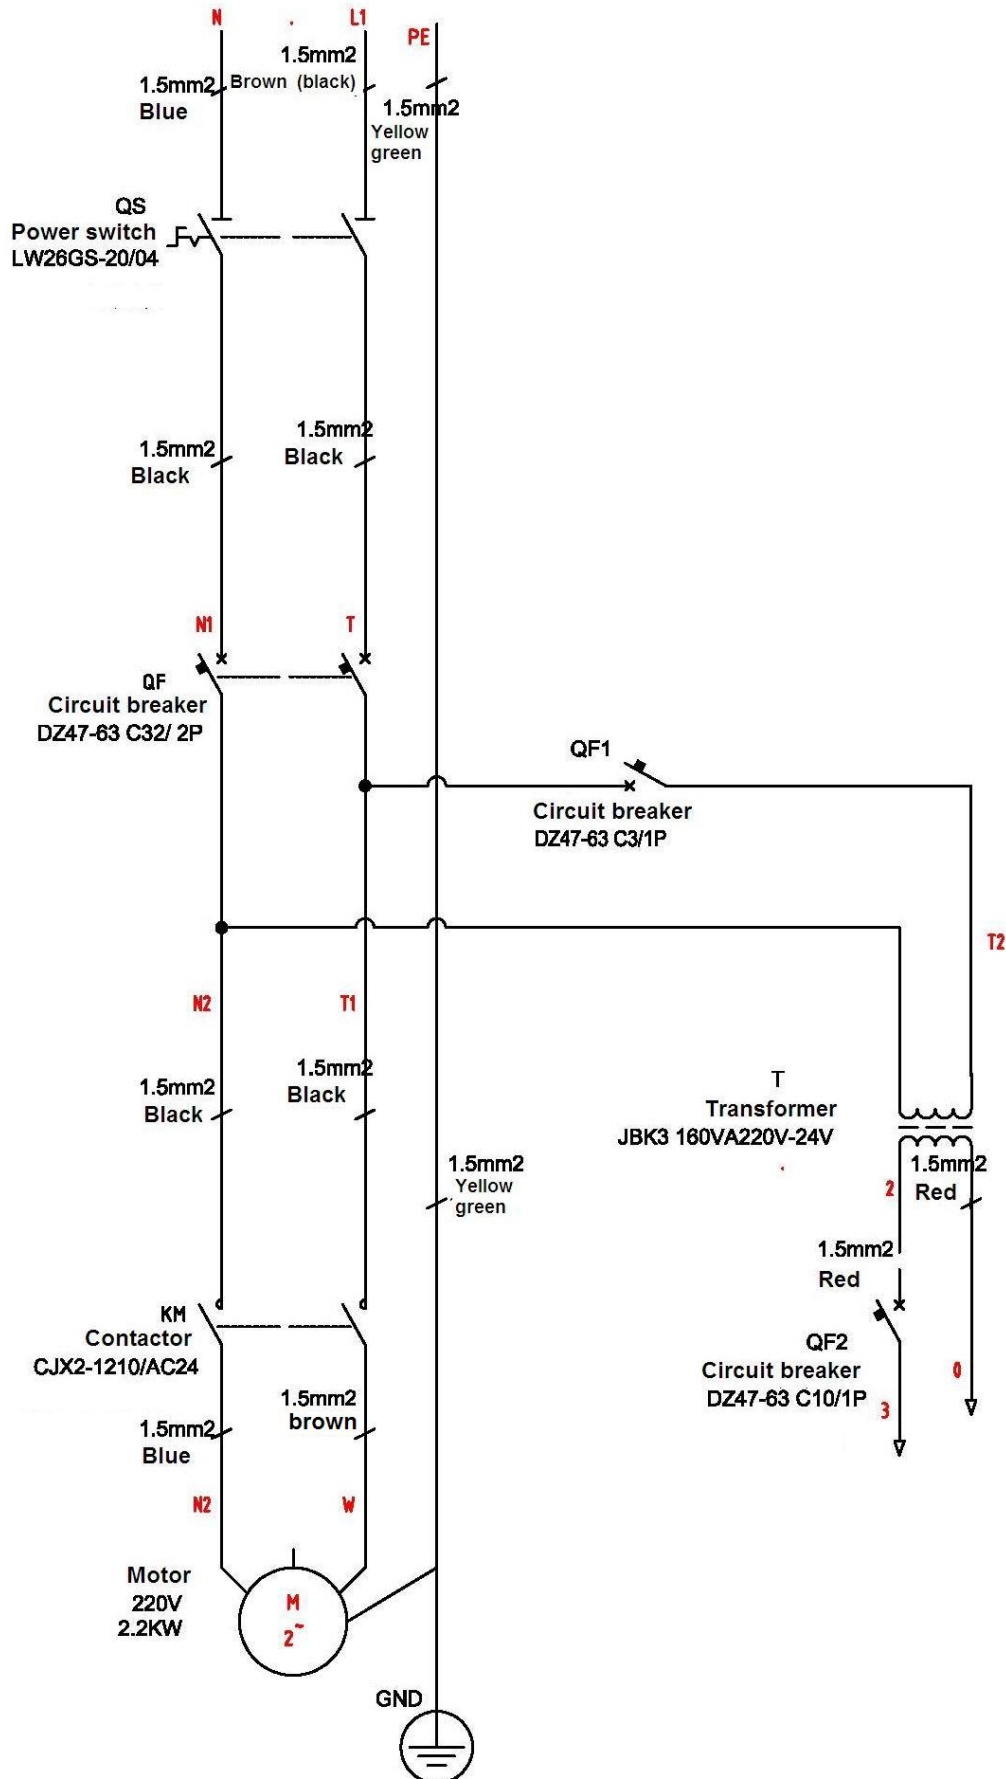 N
L1
PE
1.5mm2
Brown (black)
1.5mm2
Blue
1.5mm2
Yellow
green
QS
Power switch
LW26GS-20/04
1.5mm2
Black
1.5mm2
Black
N1
T
QF
Circuit breaker
DZ47-63 C32/ 2P
QF1
Circuit breaker
DZ47-63 C3/1P
T2
N2
T1
1.5mm2
Black
1.5mm2
Black
T
Transformer
JBK3 160VA220V-24V
1.5mm2
Yellow
green
1.5mm2
Red
2
1.5mm2
Red
KM
Contactor
CJX2-1210/AC24
QF2
Circuit breaker
DZ47-63 C10/1P
0
3
1.5mm2
Blue
1.5mm2
brown
N2
W
Motor
220V
2.2KW
M
2~
GND